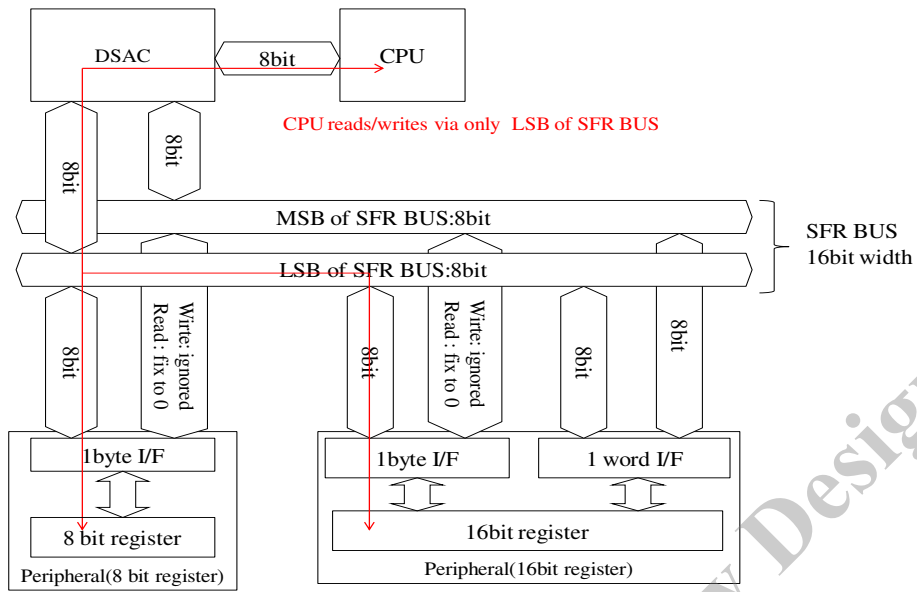 DSAC
8bit
CPU
CPU reads/writes via only LSB of SFR BUS
8bit
8bit
MSB of SFR BUS:8bit
SFR BUS
16bit width
LSB of SFR BUS:8bit
8bit
Wirte: ignored
Read : fix to 0
8bit
Wirte: ignored
Read : fix to 0
8bit
8bit
1byte I/F
1byte I/F
1 word I/F
8 bit register
16bit register
Peripheral(8 bit register)
Peripheral(16bit register)
Design